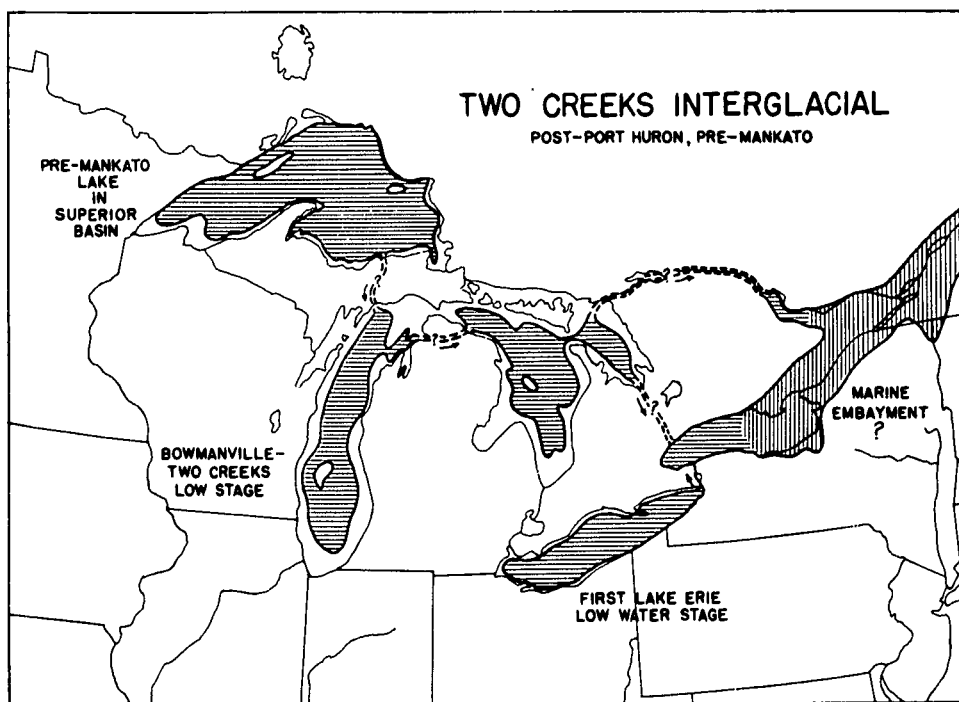 TWO CREEKS INTERGLACIAL
POST-PORT HURON, PRE-MANKATO
PRE-MANKATO
LAKE
IN
SUPERIOR
BASIN
?
?
?
?
MARINE
EMBAYMENT
?
BOWMANVILLE-
TWO CREEKS
LOW STAGE
FIRST LAKE ERIE
LOW WATER STAGE